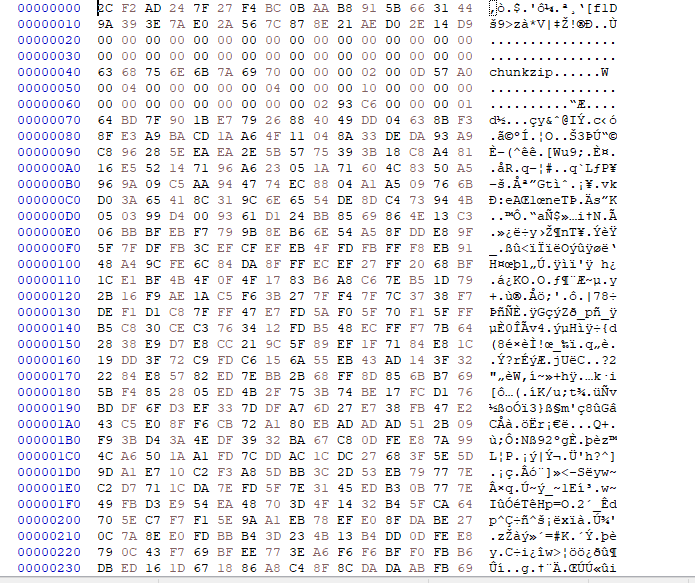 00000000 2C F2 AD 24 7F 27 F4 BC 0B AA B8 91 5B 66 31 44 ,ò.$.'ô¼.ª¸‘[f1D
00000010 9A 39 3E 7A E0 2A 56 7C 87 8E 21 AE D0 2E 14 D9 š9>zà*V|‡Ž!®Ð..Ù
00000020 00 00 00 00 00 00 00 00 00 00 00 00 00 00 00 00 ................
00000030 00 00 00 00 00 00 00 00 00 00 00 00 00 00 00 00 ................
00000040 63 68 75 6E 6B 7A 69 70 00 00 00 02 00 0D 57 A0 chunkzip......W
00000050 00 04 00 00 00 00 04 00 00 10 00 00 00 00 00 00 ................
00000060 00 00 00 00 00 00 00 00 00 02 93 C6 00 00 00 01 ..........“Æ....
00000070 64 BD 7F 90 1B E7 79 26 88 40 49 DD 04 63 8B F3 d½...çy&ˆ@IÝ.c‹ó
00000080 8F E3 A9 BA CD 1A A6 4F 11 04 8A 33 DE DA 93 A9 .ã©ºÍ.¦O..Š3ÞÚ“©
00000090 C8 96 28 5E EA EA 2E 5B 57 75 39 3B 18 C8 A4 81 È–(^êê.[Wu9;.È¤.
000000A0 16 E5 52 14 71 96 A6 23 05 1A 71 60 4C 83 50 A5 .åR.q–¦#..q`LƒP¥
000000B0 96 9A 09 C5 AA 94 47 74 EC 88 04 A1 A5 09 76 6B –š.Åª”Gtìˆ.¡¥.vk
000000C0 D0 3A 65 41 8C 31 9C 6E 65 54 DE 8D C4 73 94 4B Ð:eAŒ1œneTÞ.Äs”K
000000D0 05 03 99 D4 00 93 61 D1 24 BB 85 69 86 4E 13 C3 ..™Ô.“aÑ$»…i†N.Ã
000000E0 06 BB BF EB F7 79 9B 8E B6 6E 54 A5 8F DD E8 9F .»¿ë÷y›Ž¶nT¥.ÝèŸ
000000F0 5F 7F DF FB 3C EF CF EF EB 4F FD FB FF F8 EB 91 _.ßû<ïÏïëOýûÿøë‘
00000100 48 A4 9C FE 6C 84 DA 8F FF EC EF 27 FF 20 68 BF H¤œþl„Ú.ÿìï'ÿ h¿
00000110 1C E1 BF 4B 4F 0F 4F 17 83 B6 A8 C6 7E B5 1D 79 .á¿KO.O.ƒ¶¨Æ~µ.y
00000120 2B 16 F9 AE 1A C5 F6 3B 27 7F F4 7F 7C 37 38 F7 +.ù®.Åö;'.ô.|78÷
00000130 DE F1 D1 C8 7F FF 47 E7 FD 5A F0 5F 70 F1 5F FF ÞñÑÈ.ÿGçýZð_pñ_ÿ
00000140 B5 C8 30 CE C3 76 34 12 FD B5 48 EC FF F7 7B 64 µÈ0ÎÃv4.ýµHìÿ÷{d
00000150 28 38 E9 D7 E8 CC 21 9C 5F 89 EF 1F 71 84 E8 1C (8é×èÌ!œ_‰ï.q„è.
00000160 19 DD 3F 72 C9 FD C6 15 6A 55 EB 43 AD 14 3F 32 .Ý?rÉýÆ.jUëC..?2
00000170 22 84 E8 57 82 ED 7E BB 2B 68 FF 8D 85 6B B7 69 "„èW‚í~»+hÿ.…k·i
00000180 5B F4 85 28 05 ED 4B 2F 75 3B 74 BE 17 FC D1 76 [ô…(.íK/u;t¾.üÑv
00000190 BD DF 6F D3 EF 33 7D DF A7 6D 27 E7 38 FB 47 E2 ½ßoÓï3}ß§m'ç8ûGâ
000001A0 43 C5 E0 8F F6 CB 72 A1 80 EB AD AD AD 51 2B 09 CÅà.öËr¡€ë...Q+.
000001B0 F9 3B D4 3A 4E DF 39 32 BA 67 C8 0D FE E8 7A 99 ù;Ô:Nß92ºgÈ.þèz™
000001C0 4C A6 50 1A A1 FD 7C DD AC 1C DC 27 68 3F 5E 5D L¦P.¡ý|Ý¬.Ü'h?^]
000001D0 9D A1 E7 10 C2 F3 A8 5D BB 3C 2D 53 EB 79 77 7E .¡ç.Âó¨]»<-Sëyw~
000001E0 C2 D7 71 1C DA 7E FD 5F 7E 31 45 ED B3 0B 77 7E Â×q.Ú~ý_~1Eí³.w~
000001F0 49 FB D3 E9 54 EA 48 70 3D 4F 14 32 B4 5F CA 64 IûÓéTêHp=O.2´_Êd
00000200 70 5E C7 F7 F1 5E 9A A1 EB 78 EF E0 8F DA BE 27 p^Ç÷ñ^š¡ëxïà.Ú¾'
00000210 0C 7A 8E E0 FD BB B4 3D 23 4B 13 B4 DD 0D FE E8 .zŽàý»´=#K.´Ý.þè
00000220 79 0C 43 F7 69 BF EE 77 3E A6 F6 F6 BF F0 FB B6 y.C÷i¿îw>¦öö¿ðû¶
00000230 DB ED 16 1D 67 18 86 A8 C4 8F 8C DA DA AB FB 69 Ûí..g.†¨Ä.ŒÚÚ«ûi